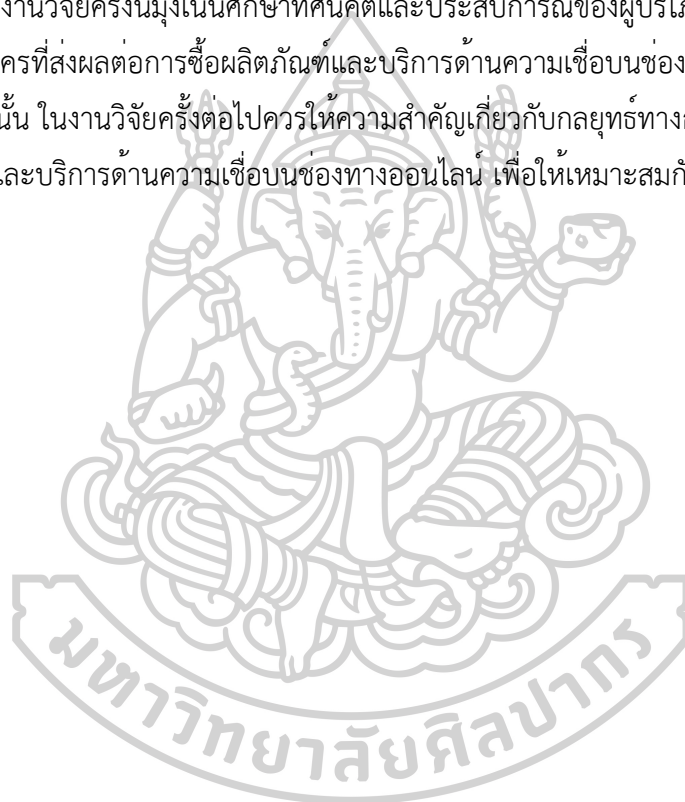 งานวิจัยครั้งนี้มุ่งเน้นศึกษาทัศนคติและประสบการณ์ของผู้บริโภ
ครที่ส่งผลต่อการซื้อผลิตภัณฑ์และบริการด้านความเชื่อบนช่อง
นั้น ในงานวิจัยครั้งต่อไปควรให้ความสำคัญเกี่ยวกับกลยุทธ์ทางก
และบริการด้านความเชื่อบนช่องทางออนไลน์ เพื่อให้เหมาะสมกั
มหาวิทยาลัยศิลปากร